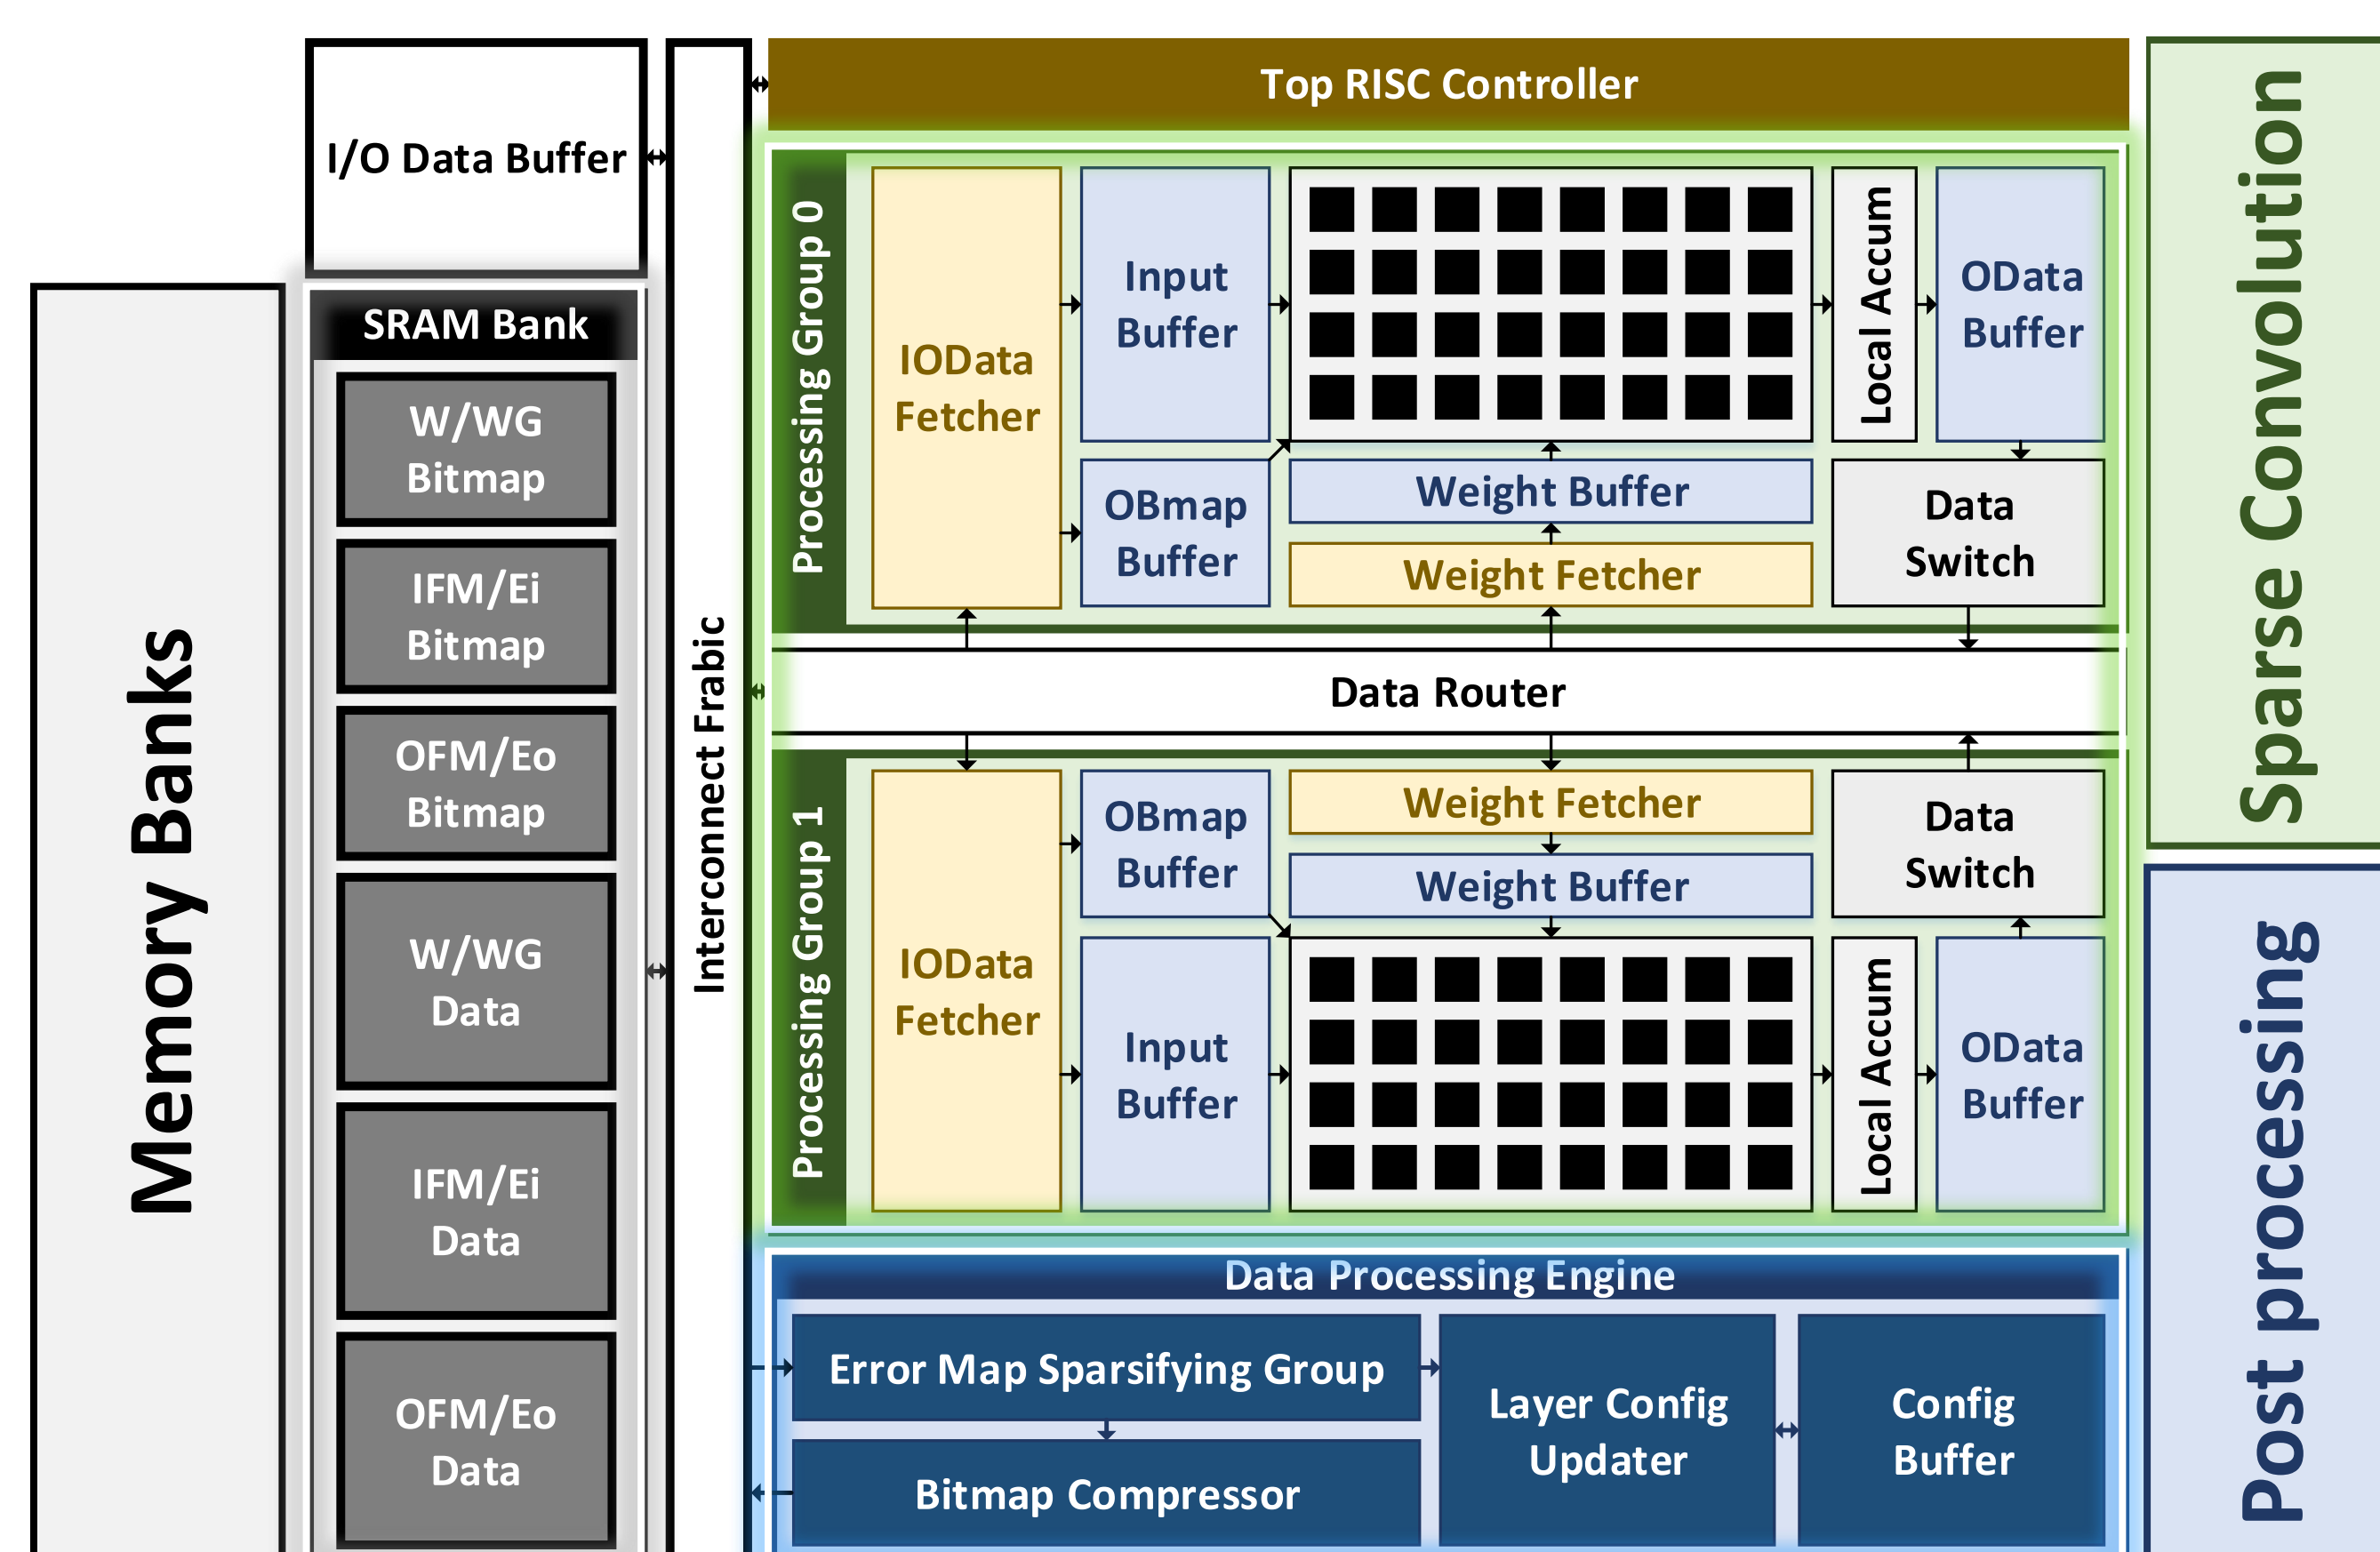 Memory Banks
I/O Data Buffer
SRAM Bank
W/WG
Bitmap
IFM/Ei
Bitmap
OFM/Eo
Bitmap
W/WG
Data
IFM/Ei
Data
OFM/Eo
Data
Interconnect Frabic
Top RISC Controller
Processing Group 0
IOData
Fetcher
Input
Buffer
OBmap
Buffer
Weight Buffer
Weight Fetcher
Local Accum
OData
Buffer
Data
Switch
Data Router
Processing Group 1
IOData
Fetcher
OBmap
Buffer
Input
Buffer
Weight Fetcher
Weight Buffer
Local Accum
Data
Switch
OData
Buffer
Data Processing Engine
Error Map Sparsifying Group
Bitmap Compressor
Layer Config
Updater
Config
Buffer
Sparse Convolution
Post processing